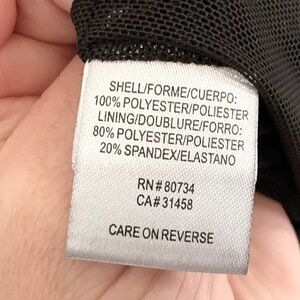 SHELL/FORME/CUERPO:
100% POLYESTER/POLIESTER
LINING/DOUBLURE/FORRO:
80% POLYESTER/POLIESTER
20% SPANDEX/ELASTANO
RN# 80734
CA# 31458
CARE ON REVERSE